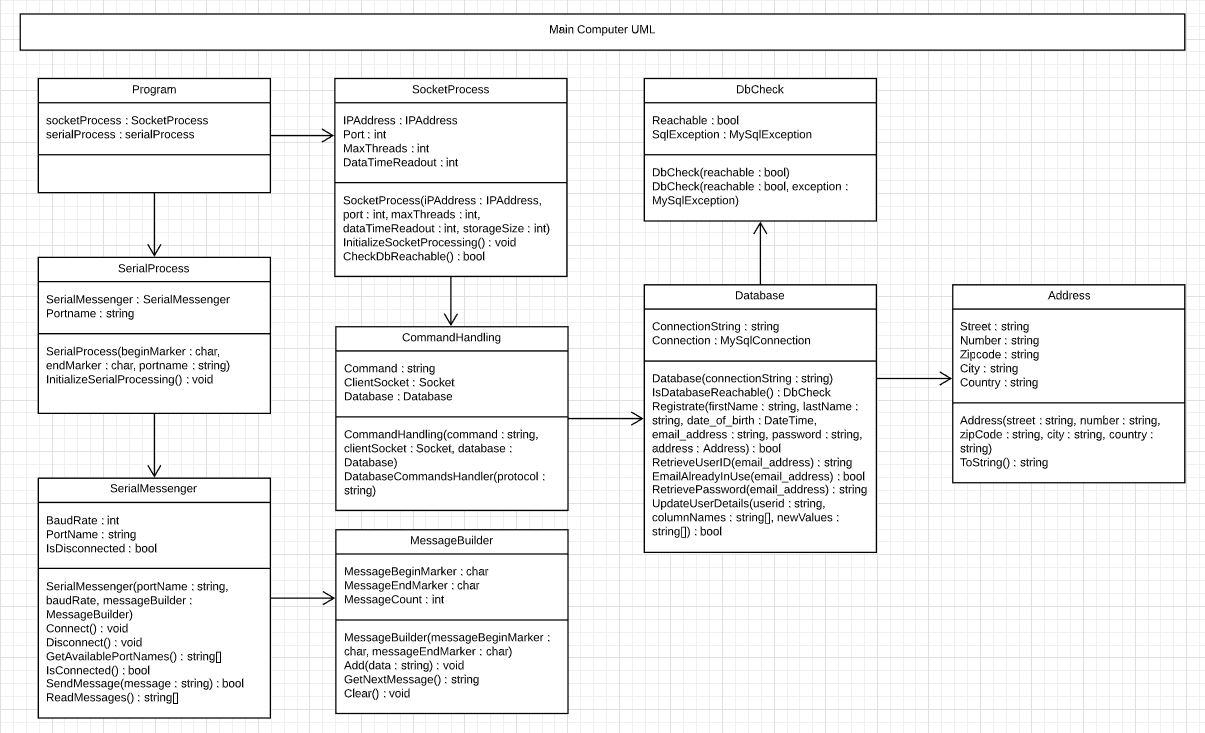 Main Computer UML
Program
socketProcess : SocketProcess
serialProcess : serialProcess
SocketProcess
IPAddress : IPAddress
Port : int
MaxThreads : int
DataTimeReadout : int
SocketProcess(iPAddress : IPAddress,
port : int, maxThreads : int,
dataTimeReadout : int, storageSize : int)
InitializeSocketProcessing() : void
CheckDbReachable() : bool
DbCheck
Reachable : bool
SqlException : MySqlException
DbCheck(reachable : bool)
DbCheck(reachable : bool, exception :
MySqlException)
SerialProcess
SerialMessenger : SerialMessenger
Portname : string
SerialProcess(beginMarker : char,
endMarker : char, portname : string)
InitializeSerialProcessing() : void
CommandHandling
Command : string
ClientSocket : Socket
Database : Database
CommandHandling(command : string,
clientSocket : Socket, database :
Database)
DatabaseCommandsHandler(protocol :
string)
Database
ConnectionString : string
Connection : MySqlConnection
Database(connectionString : string)
IsDatabaseReachable() : DbCheck
Registrate(firstName : string, lastName :
string, date_of_birth : DateTime,
email_address : string, password : string,
address : Address) : bool
RetrieveUserID(email_address) : string
EmailAlreadyInUse(email_address) : bool
RetrievePassword(email_address) : string
UpdateUserDetails(userid : string,
columnNames : string[], newValues :
string[]) : bool
Address
Street : string
Number : string
Zipcode : string
City : string
Country : string
Address(street : string, number : string,
zipCode : string, city : string, country :
string)
ToString() : string
SerialMessenger
BaudRate : int
PortName : string
IsDisconnected : bool
SerialMessenger(portName : string,
baudRate, messageBuilder :
MessageBuilder)
Connect() : void
Disconnect() : void
GetAvailablePortNames() : string[]
IsConnected() : bool
SendMessage(message : string) : bool
ReadMessages() : string[]
MessageBuilder
MessageBeginMarker : char
MessageEndMarker : char
MessageCount : int
MessageBuilder(messageBeginMarker :
char, messageEndMarker : char)
Add(data : string) : void
GetNextMessage() : string
Clear() : void